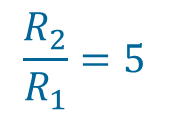 R₂/R₁ = 5